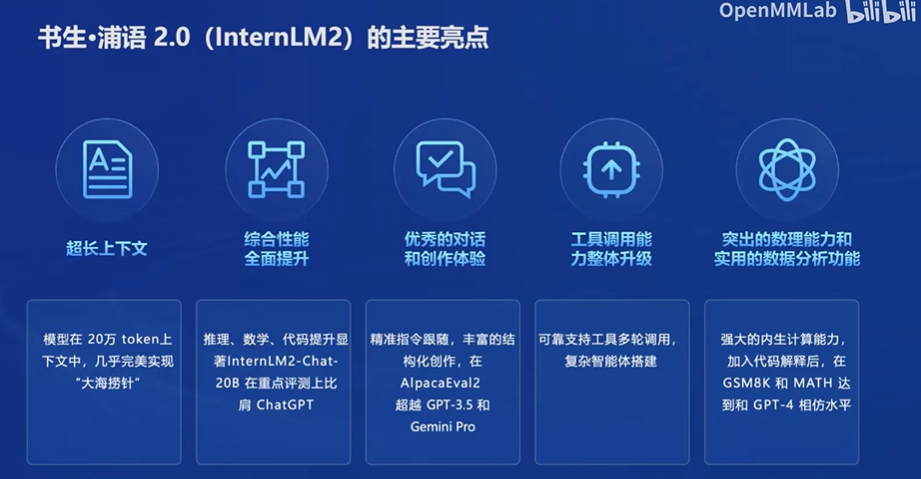 OpenMMLab bilibili
书生·浦语 2.0（InternLM2）的主要亮点
超长上下文
综合性能
全面提升
优秀的对话
和创作体验
工具调用能
力整体升级
突出的数理能力和
实用的数据分析功能
模型在 20万 token上
下文中，几乎完美实现
“大海捞针”
推理、数学、代码提升显
著InternLM2-Chat-
20B 在重点评测上比
肩 ChatGPT
精准指令跟随，丰富的结
构化创作，在
AlpacaEval2
超越 GPT-3.5 和
Gemini Pro
可靠支持工具多轮调用，
复杂智能体搭建
强大的内生计算能力，
加入代码解释后，在
GSM8K 和 MATH 达
到和 GPT-4 相仿水平